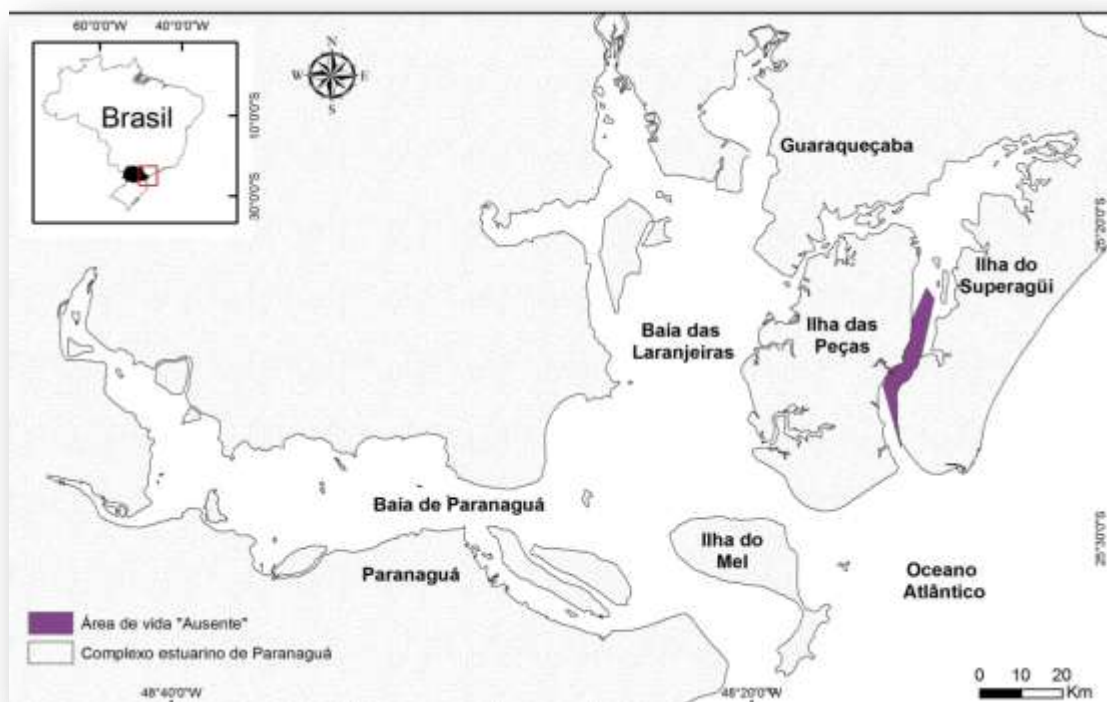 60°0'0"W
40°0'0"W
N
W
E
S
Brasil
10°0'0"S
30°0'0"S
Guaraqueçaba
25°20'0"S
Ilha do
Superagüi
Baia das
Laranjeiras
Ilha das
Peças
Baia de Paranaguá
Ilha do
Mel
25°30'0"S
Paranaguá
Oceano
Atlântico
Área de vida "Ausente"
Complexo estuarino de Paranaguá
48°40'0"W
48°20'0"W
0 10 20
Km